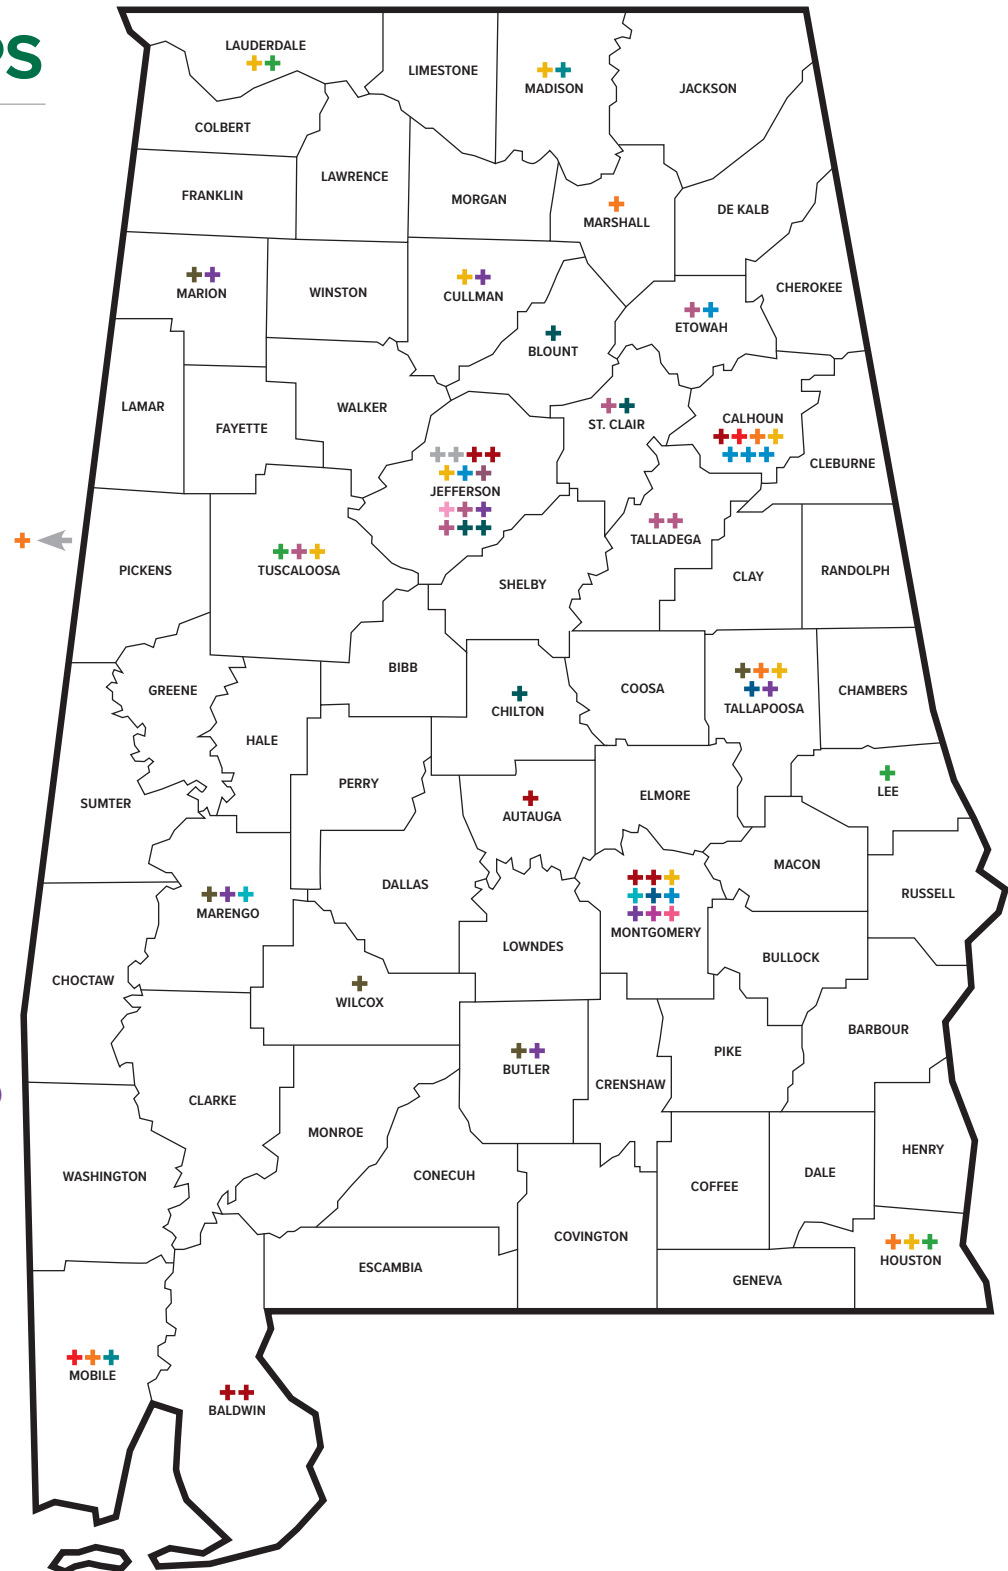 PS
LAUDERDALE
LIMESTONE
MADISON
JACKSON
COLBERT
LAWRENCE
FRANKLIN
MORGAN
MARSHALL
DE KALB
MARION
WINSTON
CULLMAN
CHEROKEE
ETOWAH
BLOUNT
LAMAR
WALKER
FAYETTE
ST. CLAIR
CALHOUN
CLEBURNE
JEFFERSON
TALLADEGA
PICKENS
TUSCALOOSA
SHELBY
CLAY
RANDOLPH
BIBB
GREENE
COOSA
CHAMBERS
TALLAPOOSA
CHILTON
HALE
PERRY
SUMTER
ELMORE
LEE
AUTAUGA
MACON
DALLAS
RUSSELL
MARENGO
MONTGOMERY
LOWNDES
BULLOCK
CHOCTAW
WILCOX
BARBOUR
PIKE
BUTLER
CRENSHAW
CLARKE
MONROE
HENRY
WASHINGTON
CONECUH
DALE
COFFEE
COVINGTON
HOUSTON
ESCAMBIA
GENEVA
MOBILE
BALDWIN